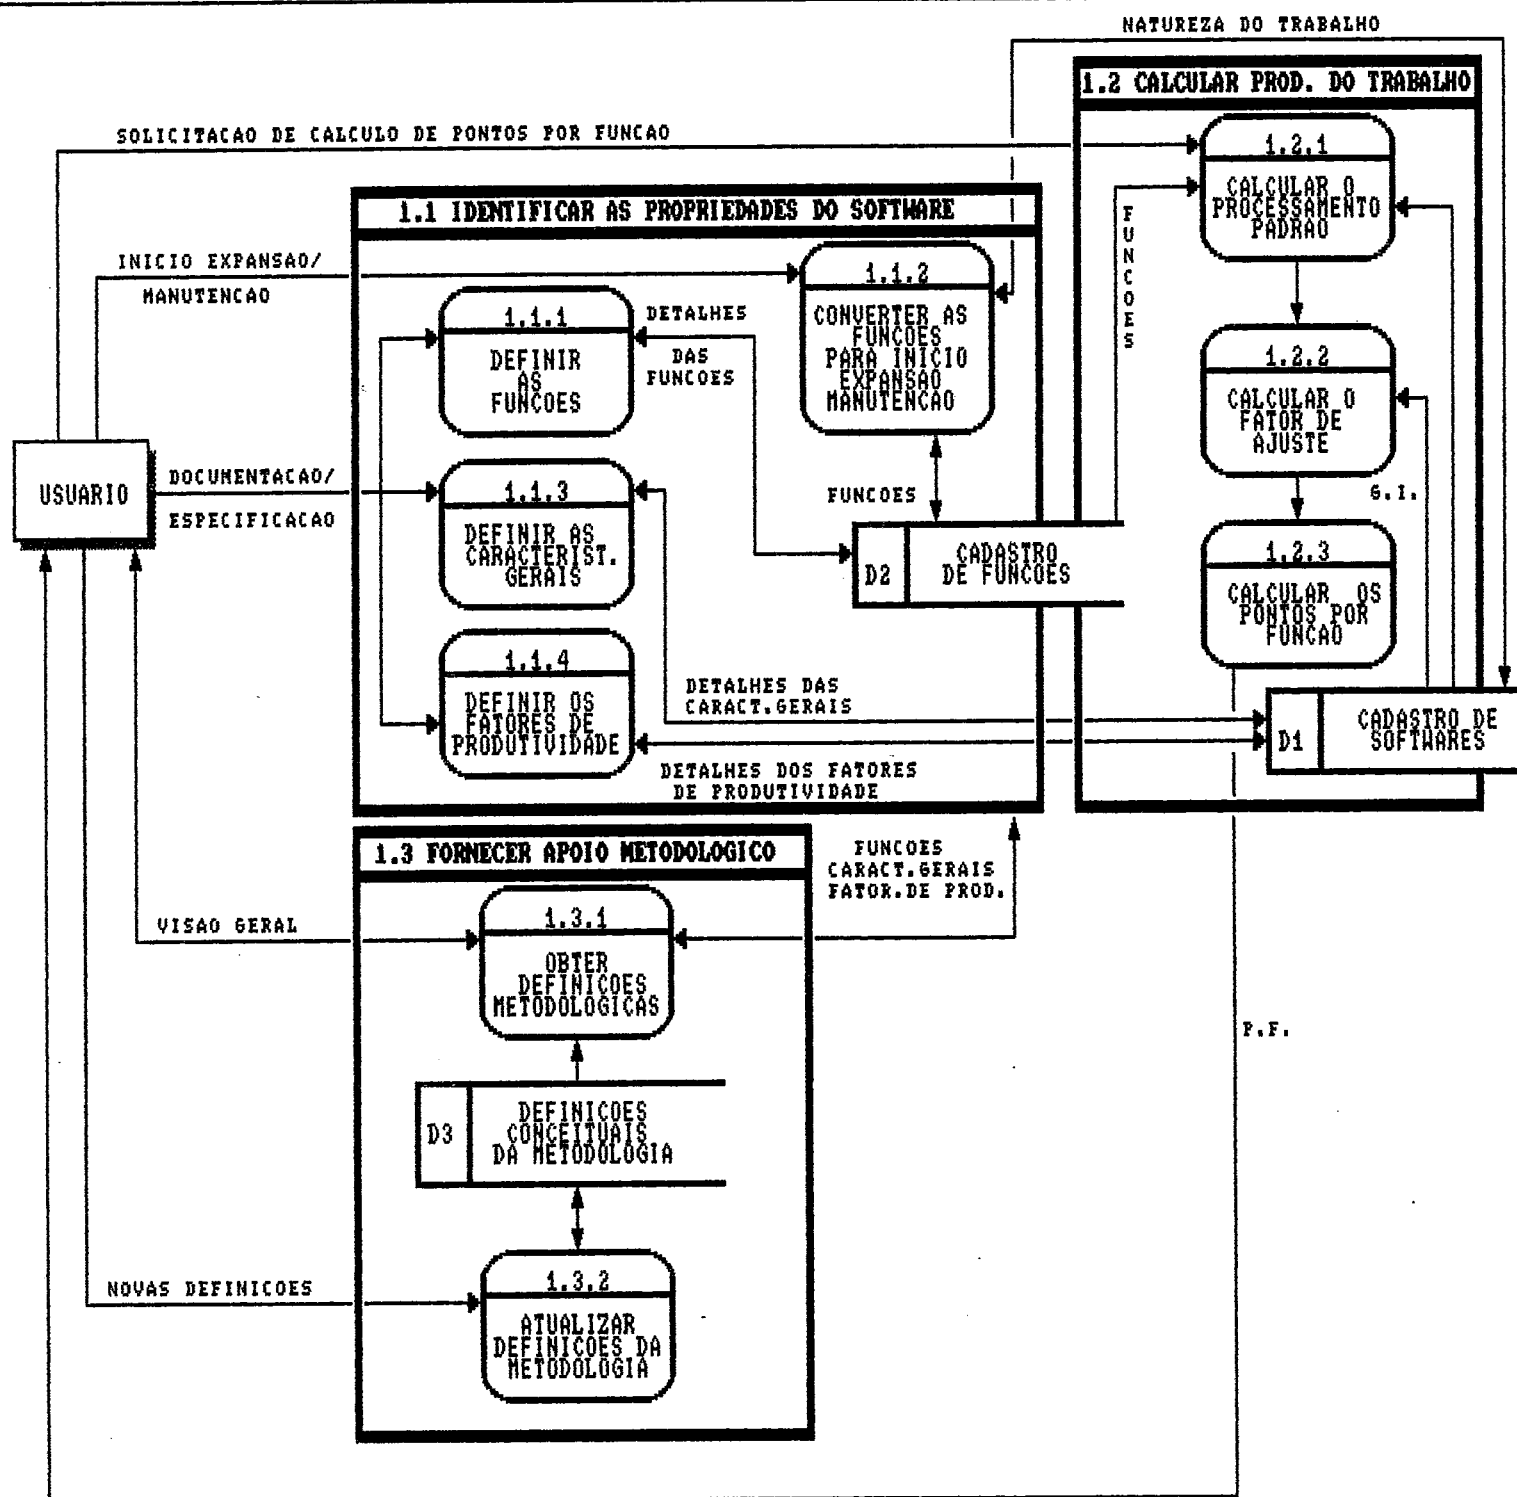 NATUREZA DO TRABALHO
1.2 CALCULAR PROD. DO TRABALHO
SOLICITACAO DE CALCULO DE PONTOS POR FUNCAO
1.2.1
CALCULAR O
PROCESSAMENTO
PADRAO
FUNCOES
1.1 IDENTIFICAR AS PROPRIEDADES DO SOFTWARE
INICIO EXPANSAO/
MANUTENCAO
1.1.2
CONVERTER AS
FUNCOES
PARA INICIO
EXPANSAO
MANUTENCAO
1.1.1
DEFINIR
AS
FUNCOES
DETALHES
DAS
FUNCOES
1.2.2
CALCULAR O
FATOR DE
AJUSTE
G.I.
USUARIO
DOCUMENTACAO/
ESPECIFICACAO
1.1.3
DEFINIR AS
CARACTERIST.
GERAIS
FUNCOES
D2
CADASTRO
DE FUNCOES
1.2.3
CALCULAR OS
PONTOS POR
FUNCAO
1.1.4
DEFINIR OS
FATORES DE
PRODUTIVIDADE
DETALHES DAS
CARACT.GERAIS
D1
CADASTRO DE
SOFTWARES
DETALHES DOS FATORES
DE PRODUTIVIDADE
1.3 FORNECER APOIO METODOLOGICO
FUNCOES
CARACT.GERAIS
FATOR.DE PROD.
VISAO GERAL
1.3.1
OBTER
DEFINICOES
METODOLOGICAS
P.F.
D3
DEFINICOES
CONCEITUAIS
DA METODOLOGIA
NOVAS DEFINICOES
1.3.2
ATUALIZAR
DEFINICOES DA
METODOLOGIA